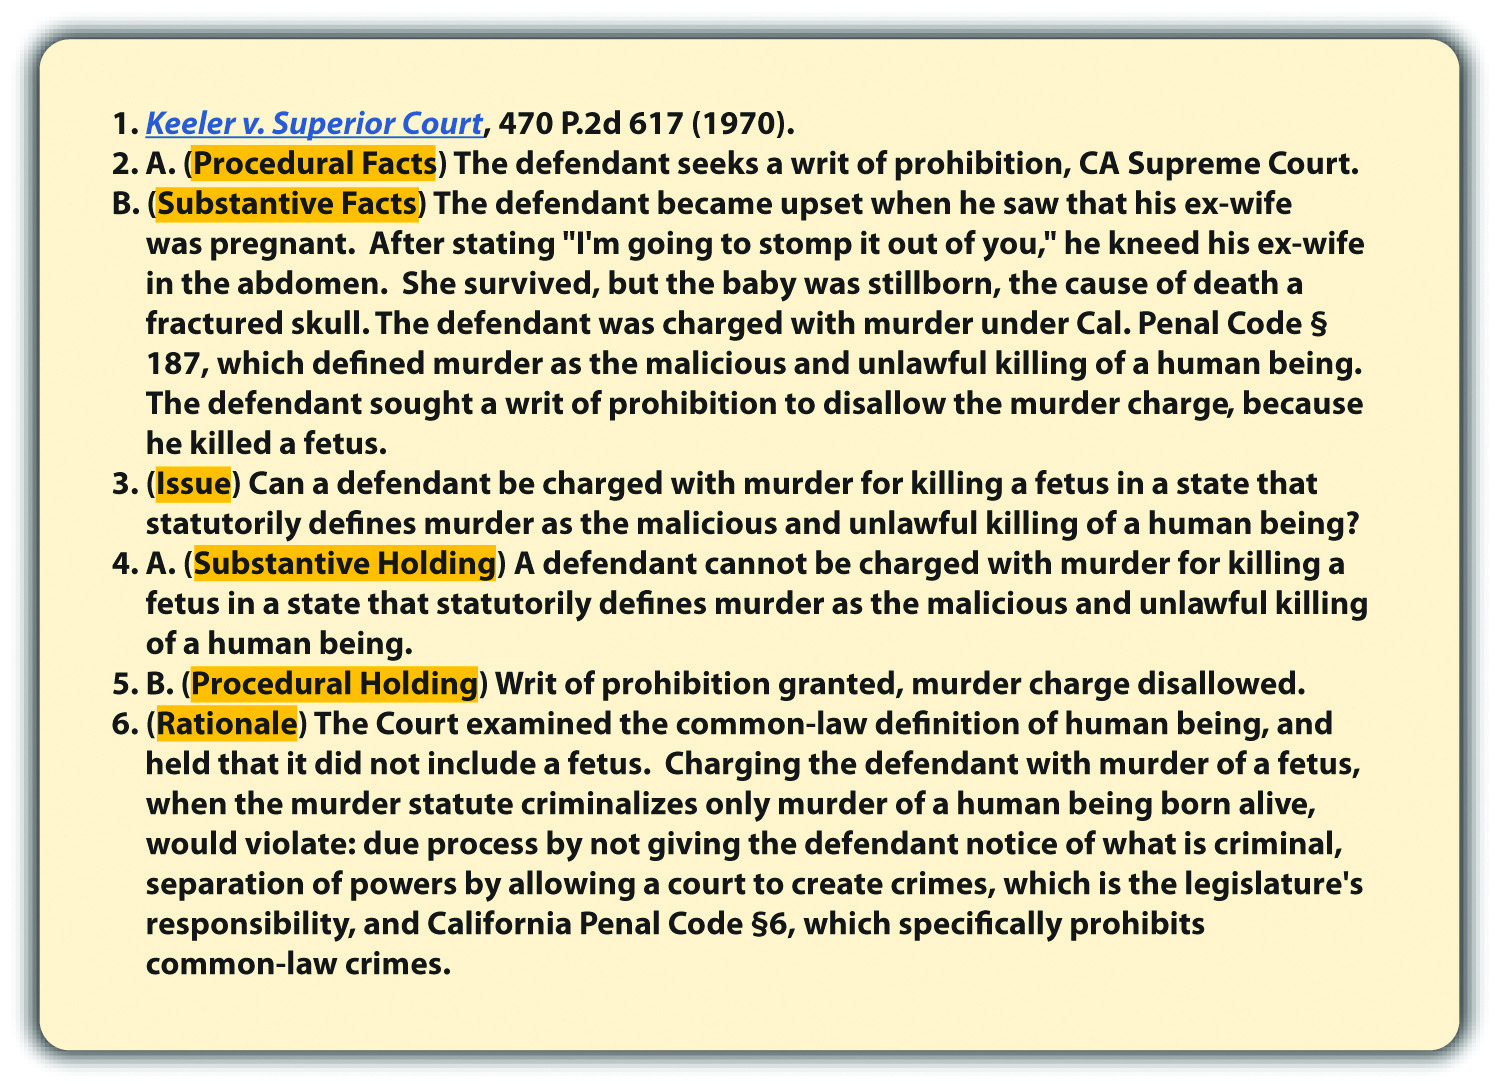 1. Keeler v. Superior Court, 470 P.2d 617 (1970).
2. A. (Procedural Facts) The defendant seeks a writ of prohibition, CA Supreme Court.
B. (Substantive Facts) The defendant became upset when he saw that his ex-wife
was pregnant.  After stating "I'm going to stomp it out of you," he kneed his ex-wife
in the abdomen.  She survived, but the baby was stillborn, the cause of death a
fractured skull. The defendant was charged with murder under Cal. Penal Code §
187, which defined murder as the malicious and unlawful killing of a human being.
The defendant sought a writ of prohibition to disallow the murder charge, because
he killed a fetus.
3. (Issue) Can a defendant be charged with murder for killing a fetus in a state that
statutorily defines murder as the malicious and unlawful killing of a human being?
4. A. (Substantive Holding) A defendant cannot be charged with murder for killing a
fetus in a state that statutorily defines murder as the malicious and unlawful killing
of a human being.
5. B. (Procedural Holding) Writ of prohibition granted, murder charge disallowed.
6. (Rationale) The Court examined the common-law definition of human being, and
held that it did not include a fetus.  Charging the defendant with murder of a fetus,
when the murder statute criminalizes only murder of a human being born alive,
would violate: due process by not giving the defendant notice of what is criminal,
separation of powers by allowing a court to create crimes, which is the legislature's
responsibility, and California Penal Code §6, which specifically prohibits
common-law crimes.